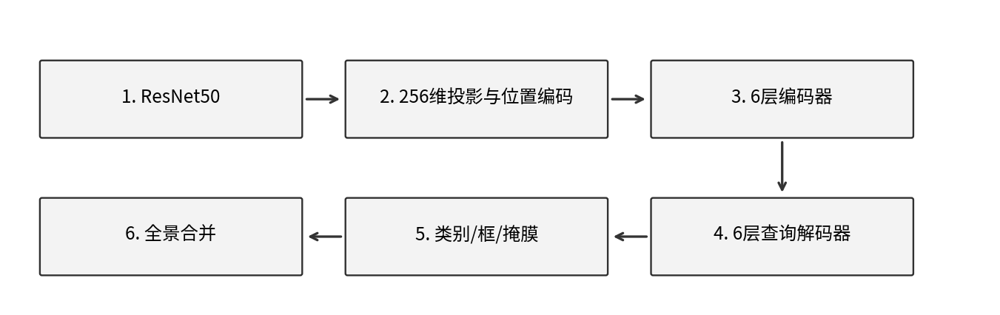 1. ResNet50
2. 256维投影与位置编码
3. 6层编码器
4. 6层查询解码器
5. 类别/框/掩膜
6. 全景合并